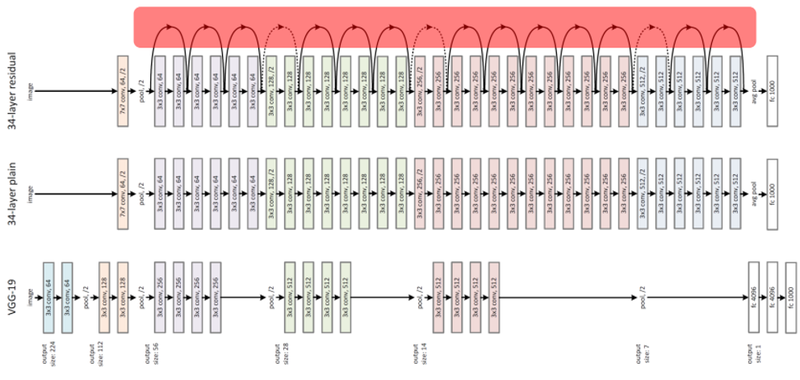 34-layer residual
image
7x7 conv, 64, /2
pool, /2
3x3 conv, 64
3x3 conv, 64
3x3 conv, 64
3x3 conv, 64
3x3 conv, 64
3x3 conv, 64
3x3 conv, 128, /2
3x3 conv, 128
3x3 conv, 128
3x3 conv, 128
3x3 conv, 128
3x3 conv, 128
3x3 conv, 128
3x3 conv, 128
3x3 conv, 256, /2
3x3 conv, 256
3x3 conv, 256
3x3 conv, 256
3x3 conv, 256
3x3 conv, 256
3x3 conv, 256
3x3 conv, 256
3x3 conv, 256
3x3 conv, 256
3x3 conv, 256
3x3 conv, 256
3x3 conv, 512, /2
3x3 conv, 512
3x3 conv, 512
3x3 conv, 512
3x3 conv, 512
3x3 conv, 512
avg pool
fc 1000
34-layer plain
image
7x7 conv, 64, /2
pool, /2
3x3 conv, 64
3x3 conv, 64
3x3 conv, 64
3x3 conv, 64
3x3 conv, 64
3x3 conv, 64
3x3 conv, 128, /2
3x3 conv, 128
3x3 conv, 128
3x3 conv, 128
3x3 conv, 128
3x3 conv, 128
3x3 conv, 128
3x3 conv, 128
3x3 conv, 256, /2
3x3 conv, 256
3x3 conv, 256
3x3 conv, 256
3x3 conv, 256
3x3 conv, 256
3x3 conv, 256
3x3 conv, 256
3x3 conv, 256
3x3 conv, 256
3x3 conv, 256
3x3 conv, 256
3x3 conv, 512, /2
3x3 conv, 512
3x3 conv, 512
3x3 conv, 512
3x3 conv, 512
3x3 conv, 512
avg pool
fc 1000
VGG-19
image
3x3 conv, 64
3x3 conv, 64
pool, /2
3x3 conv, 128
3x3 conv, 128
pool, /2
3x3 conv, 256
3x3 conv, 256
3x3 conv, 256
3x3 conv, 256
pool, /2
3x3 conv, 512
3x3 conv, 512
3x3 conv, 512
3x3 conv, 512
pool, /2
3x3 conv, 512
3x3 conv, 512
3x3 conv, 512
3x3 conv, 512
pool, /2
fc 4096
fc 4096
fc 1000
output
size: 224
output
size: 112
output
size: 56
output
size: 28
output
size: 14
output
size: 7
output
size: 1